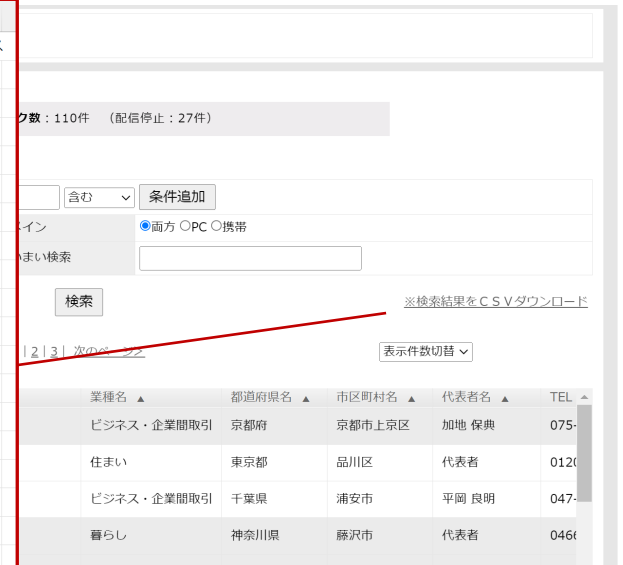 ク数：110件　（配信停止：27件）
含む 条件追加
イン 両方 PC 携帯
まい検索
検索 ※検索結果をＣＳＶダウンロード
| 2 | 3 | 次のページ> 表示件数切替
業種名 ▲ 都道府県名 ▲ 市区町村名 ▲ 代表者名 ▲ TEL
ビジネス・企業間取引 京都府 京都市上京区 加地 保典 075-
住まい 東京都 品川区 代表者 0120
ビジネス・企業間取引 千葉県 浦安市 平岡 良明 047-
暮らし 神奈川県 藤沢市 代表者 0466